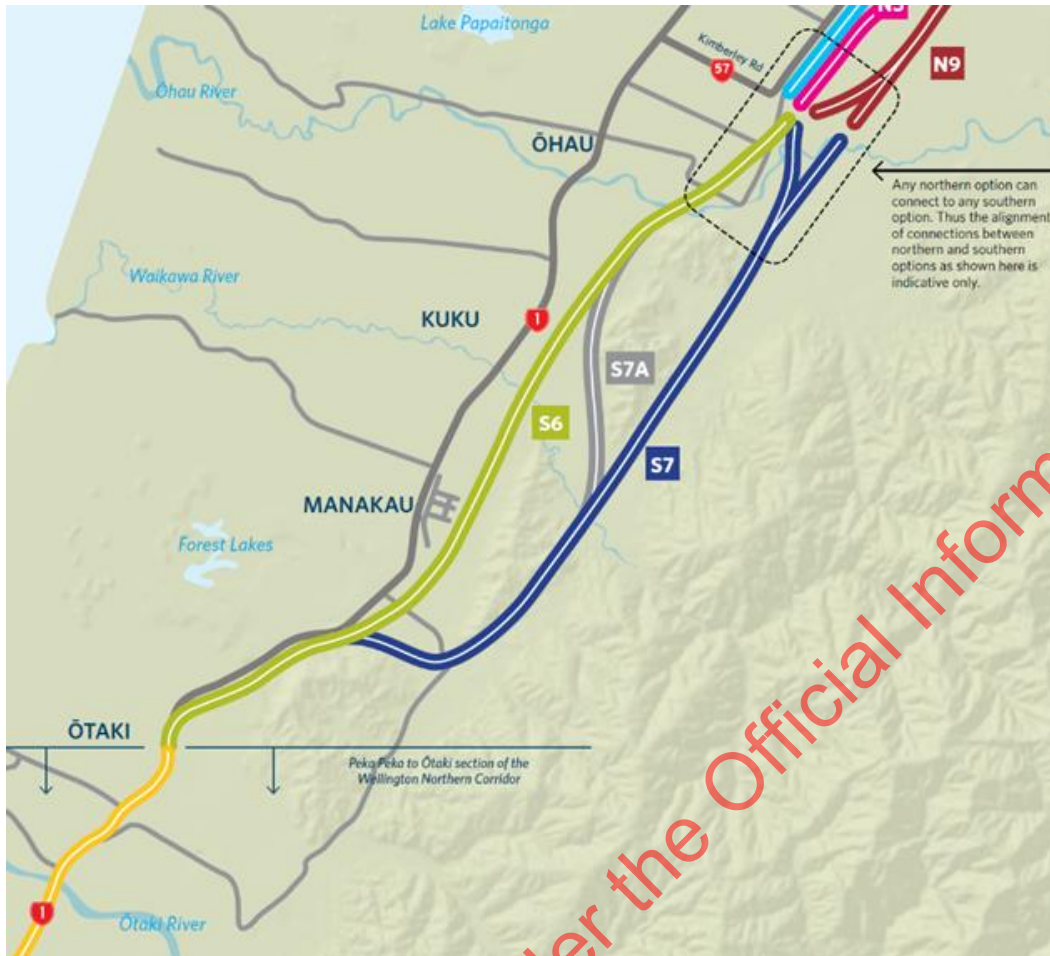 Lake Papaitonga
N5
Kimberley Rd
57
N9
Ōhau River
ŌHAU
Any northern option can
connect to any southern
option. Thus the alignment
of connections between
northern and southern
options as shown here is
indicative only.
Waikawa River
KUKU
1
S7A
S6
S7
MANAKAU
Forest Lakes
ŌTAKI
Peka Peka to Ōtaki section of the
Wellington Northern Corridor
1
Ōtaki River
the Official Inform